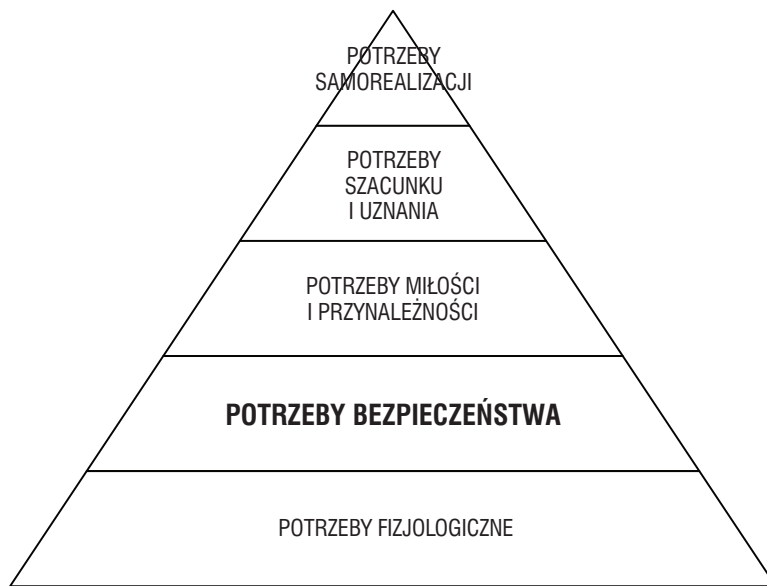 POTRZEBY
SAMOREALIZACJI
POTRZEBY
SZACUNKU
I UZNANIA
POTRZEBY MIŁOŚCI
I PRZYNALEŻNOŚCI
POTRZEBY BEZPIECZEŃSTWA
POTRZEBY FIZJOLOGICZNE